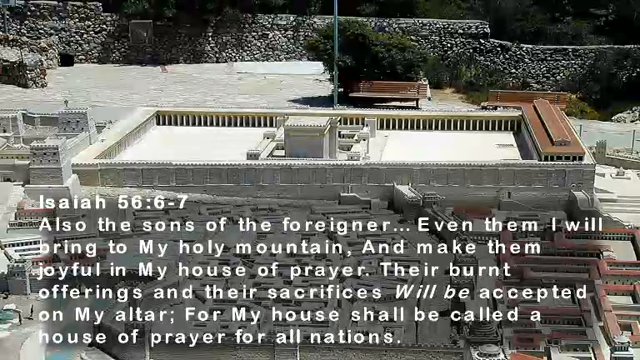 Isaiah 56:6-7
Also the sons of the foreigner... Even them I will
bring to My holy mountain, And make them
joyful in My house of prayer. Their burnt
offerings and their sacrifices Will be accepted
on My altar; For My house shall be called a
house of prayer for all nations.